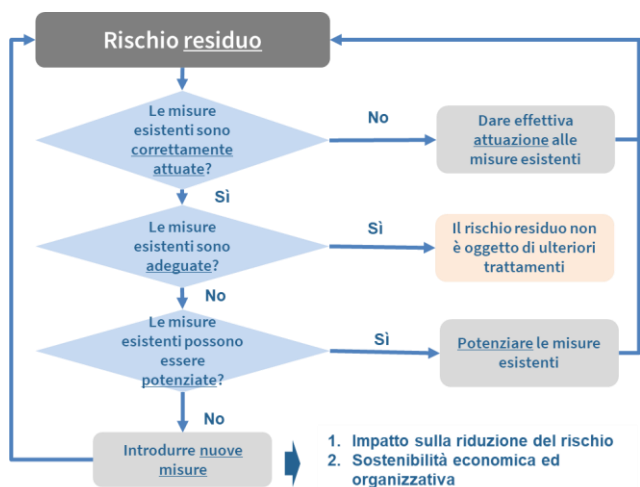 Rischio residuo
Le misure
esistenti sono
correttamente
attuate?
No
Dare effettiva
attuazione alle
misure esistenti
Sì
Le misure
esistenti sono
adeguate?
Sì
Il rischio residuo non
è oggetto di ulteriori
trattamenti
No
Le misure
esistenti possono
essere
potenziate?
Sì
Potenziare le misure
esistenti
No
Introdurre nuove
misure
1. Impatto sulla riduzione del rischio
2. Sostenibilità economica ed
organizzativa